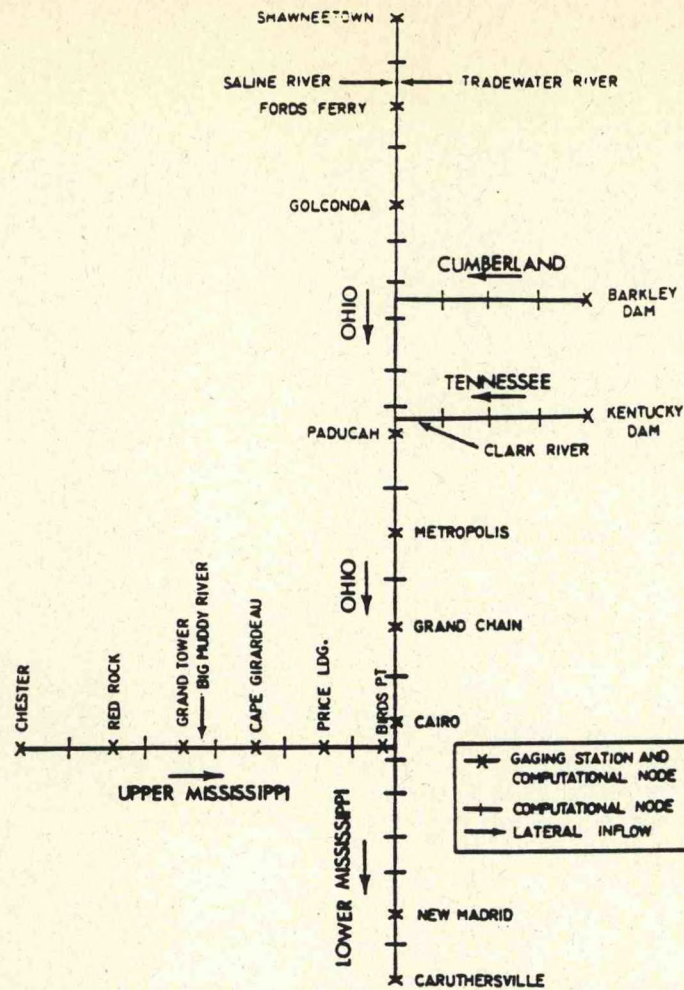 SHAWNEETOWN
SALINE RIVER
TRADEWATER RIVER
FORDS FERRY
GOLCONDA
CUMBERLAND
BARKLEY
DAM
OHIO
TENNESSEE
KENTUCKY
DAM
PADUCAH
CLARK RIVER
METROPOLIS
OHIO
GRAND CHAIN
CHESTER
RED ROCK
GRAND TOWER
BIG MUDDY RIVER
CAPE GIRARDEAU
PRICE LDG.
BIRDS PT
CAIRO
UPPER MISSISSIPPI
GAGING STATION AND
COMPUTATIONAL NODE
COMPUTATIONAL NODE
LATERAL INFLOW
LOWER MISSISSIPPI
NEW MADRID
CARUTHERSVILLE